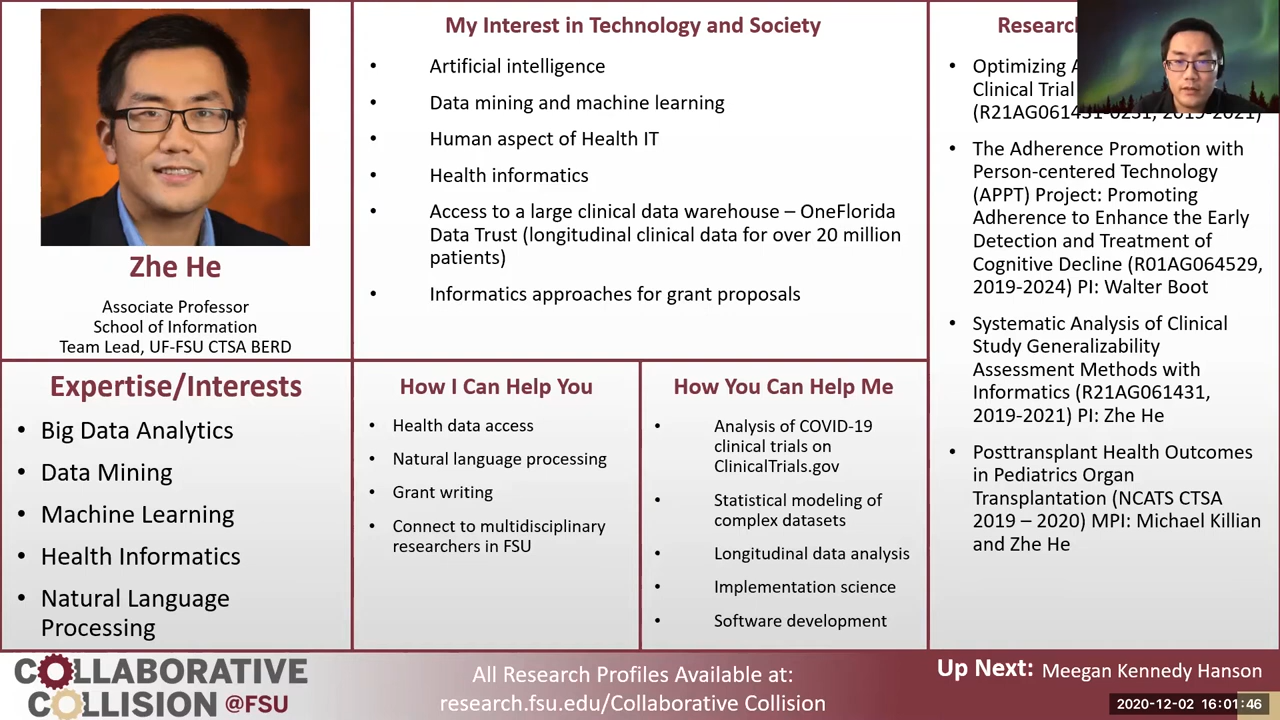 Zhe He
Associate Professor
School of Information
Team Lead, UF-FSU CTSA BERD
My Interest in Technology and Society
• Artificial intelligence
• Data mining and machine learning
• Human aspect of Health IT
• Health informatics
• Access to a large clinical data warehouse – OneFlorida
Data Trust (longitudinal clinical data for over 20 million
patients)
• Informatics approaches for grant proposals
Expertise/Interests
• Big Data Analytics
• Data Mining
• Machine Learning
• Health Informatics
• Natural Language
Processing
How I Can Help You
• Health data access
• Natural language processing
• Grant writing
• Connect to multidisciplinary
researchers in FSU
How You Can Help Me
• Analysis of COVID-19
clinical trials on
ClinicalTrials.gov
• Statistical modeling of
complex datasets
• Longitudinal data analysis
• Implementation science
• Software development
Research
• Optimizing
Clinical Trial
(R21AG061431-02S1, 2019-2021)
• The Adherence Promotion with
Person-centered Technology
(APPT) Project: Promoting
Adherence to Enhance the Early
Detection and Treatment of
Cognitive Decline (R01AG064529,
2019-2024) PI: Walter Boot
• Systematic Analysis of Clinical
Study Generalizability
Assessment Methods with
Informatics (R21AG061431,
2019-2021) PI: Zhe He
• Posttransplant Health Outcomes
in Pediatrics Organ
Transplantation (NCATS CTSA
2019 – 2020) MPI: Michael Killian
and Zhe He
COLLABORATIVE
COLLISION @FSU
All Research Profiles Available at:
research.fsu.edu/Collaborative Collision
Up Next: Meegan Kennedy Hanson
2020-12-02 16:01:46